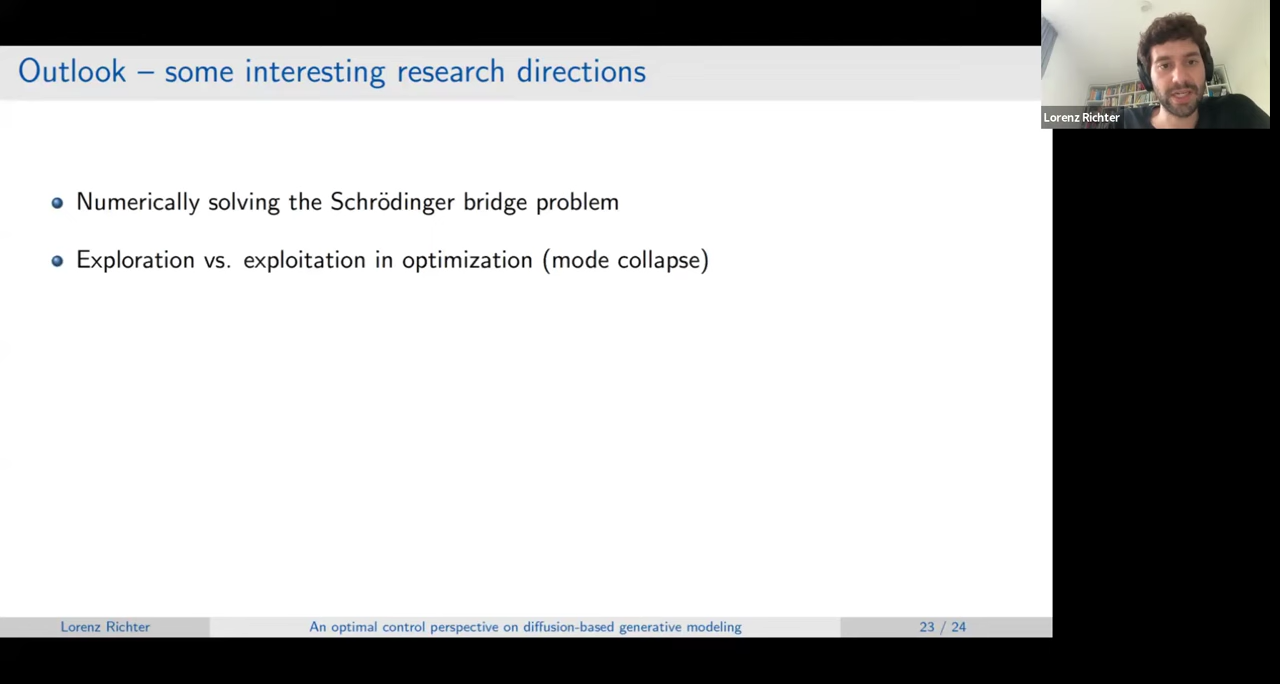 Outlook – some interesting research directions
Lorenz Richter
Numerically solving the Schrödinger bridge problem
Exploration vs. exploitation in optimization (mode collapse)
Lorenz Richter
An optimal control perspective on diffusion-based generative modeling
23 / 24